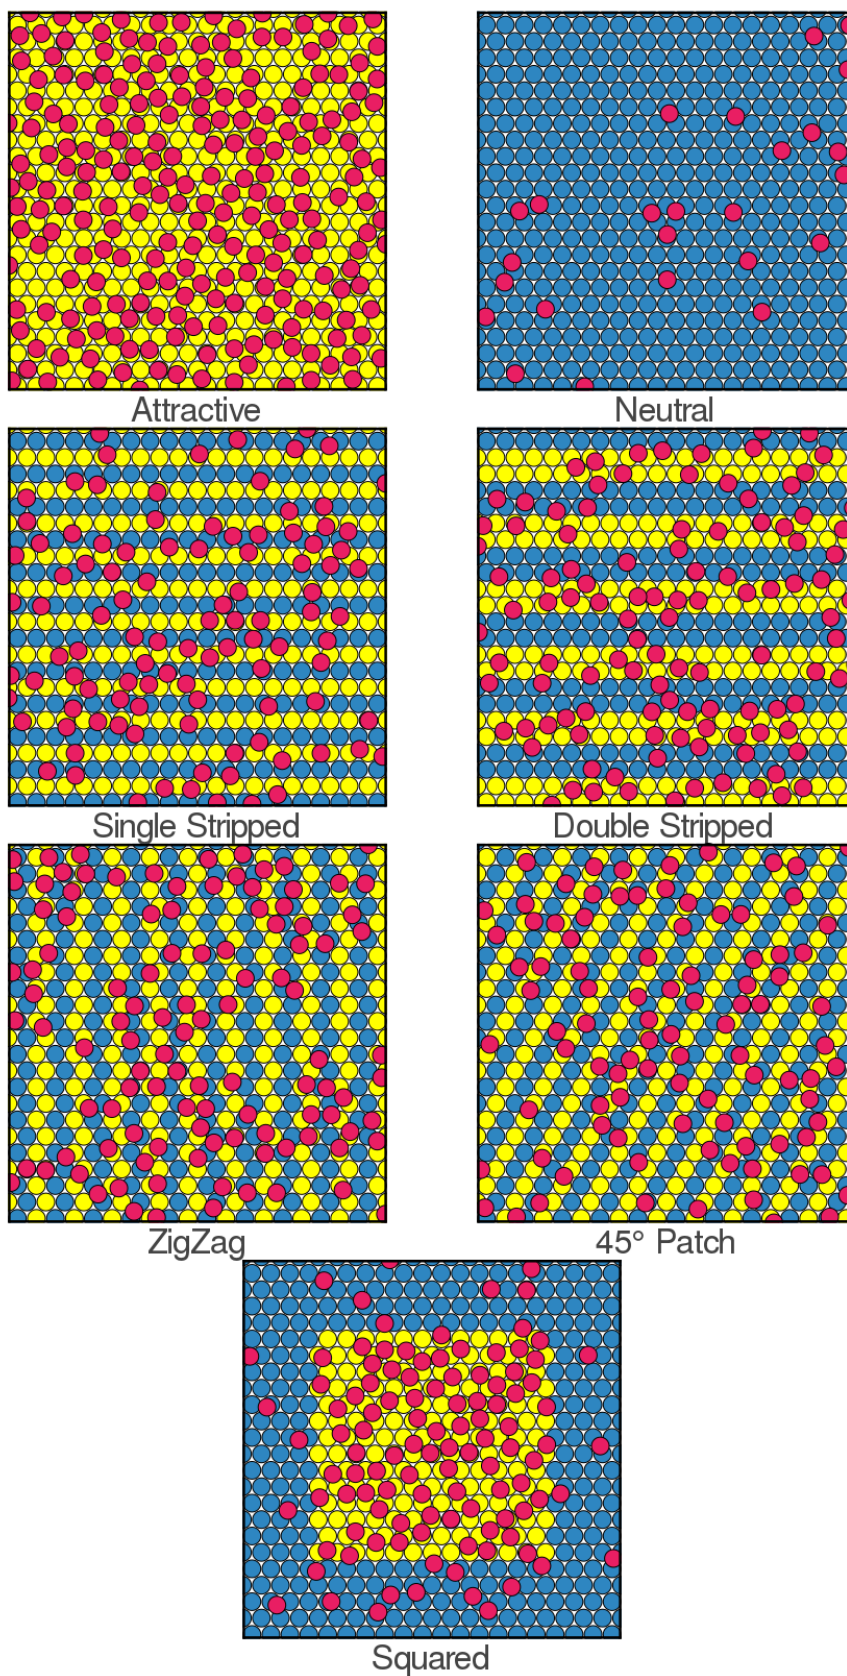 Attractive
Neutral
Single Stripped
Double Stripped
ZigZag
45° Patch
Squared